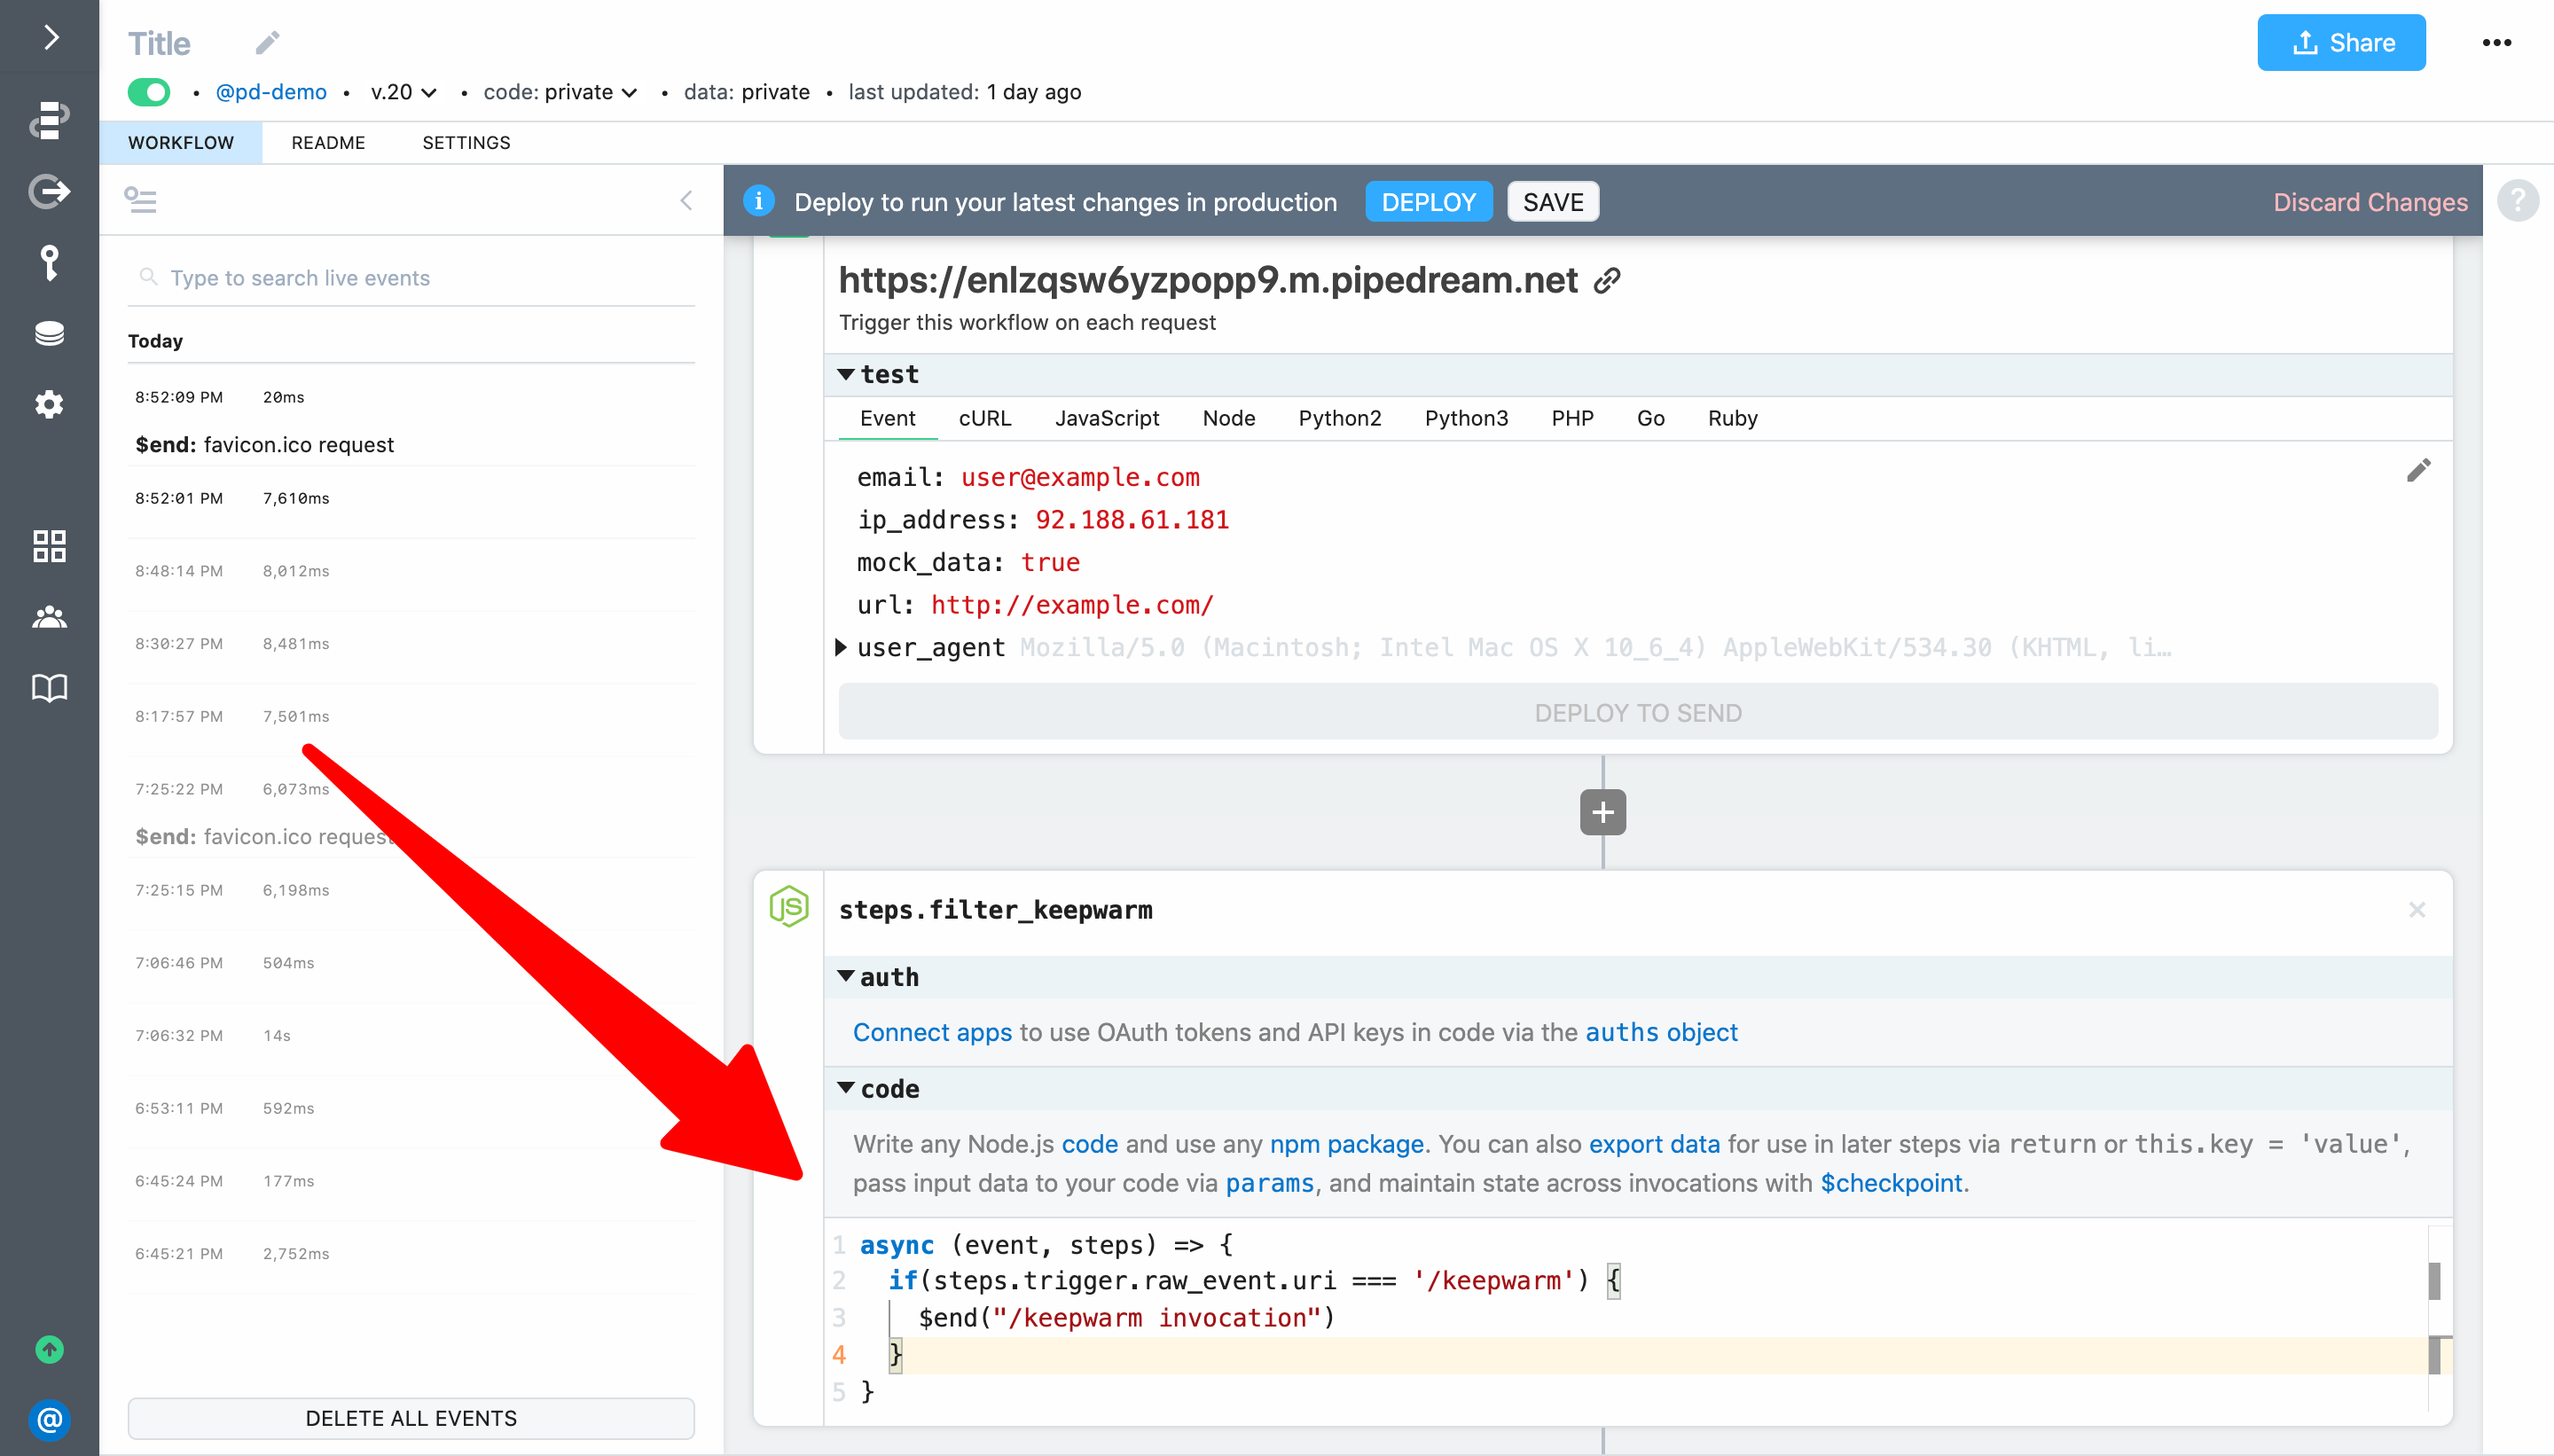 Title
Share
@pd-demo • v.20 • code: private • data: private • last updated: 1 day ago
WORKFLOW README SETTINGS
Deploy to run your latest changes in production DEPLOY SAVE Discard Changes
?
Type to search live events
Today
8:52:09 PM 20ms
$end: favicon.ico request
8:52:01 PM 7,610ms
8:48:14 PM 8,012ms
8:30:27 PM 8,481ms
8:17:57 PM 7,501ms
7:25:22 PM 6,073ms
$end: favicon.ico request
7:25:15 PM 6,198ms
7:06:46 PM 504ms
7:06:32 PM 14s
6:53:11 PM 592ms
6:45:24 PM 177ms
6:45:21 PM 2,752ms
DELETE ALL EVENTS
https://enlzqsw6yzpopp9.m.pipedream.net
Trigger this workflow on each request
test
Event cURL JavaScript Node Python2 Python3 PHP Go Ruby
email: user@example.com
ip_address: 92.188.61.181
mock_data: true
url: http://example.com/
user_agent Mozilla/5.0 (Macintosh; Intel Mac OS X 10_6_4) AppleWebKit/534.30 (KHTML, li…
DEPLOY TO SEND
+
JS
steps.filter_keepwarm
auth
Connect apps to use OAuth tokens and API keys in code via the auths object
code
Write any Node.js code and use any npm package. You can also export data for use in later steps via return or this.key = 'value',
pass input data to your code via params, and maintain state across invocations with $checkpoint.
1 async (event, steps) => {
2 if(steps.trigger.raw_event.uri === '/keepwarm') {
3 $end("/keepwarm invocation")
4 }
5 }